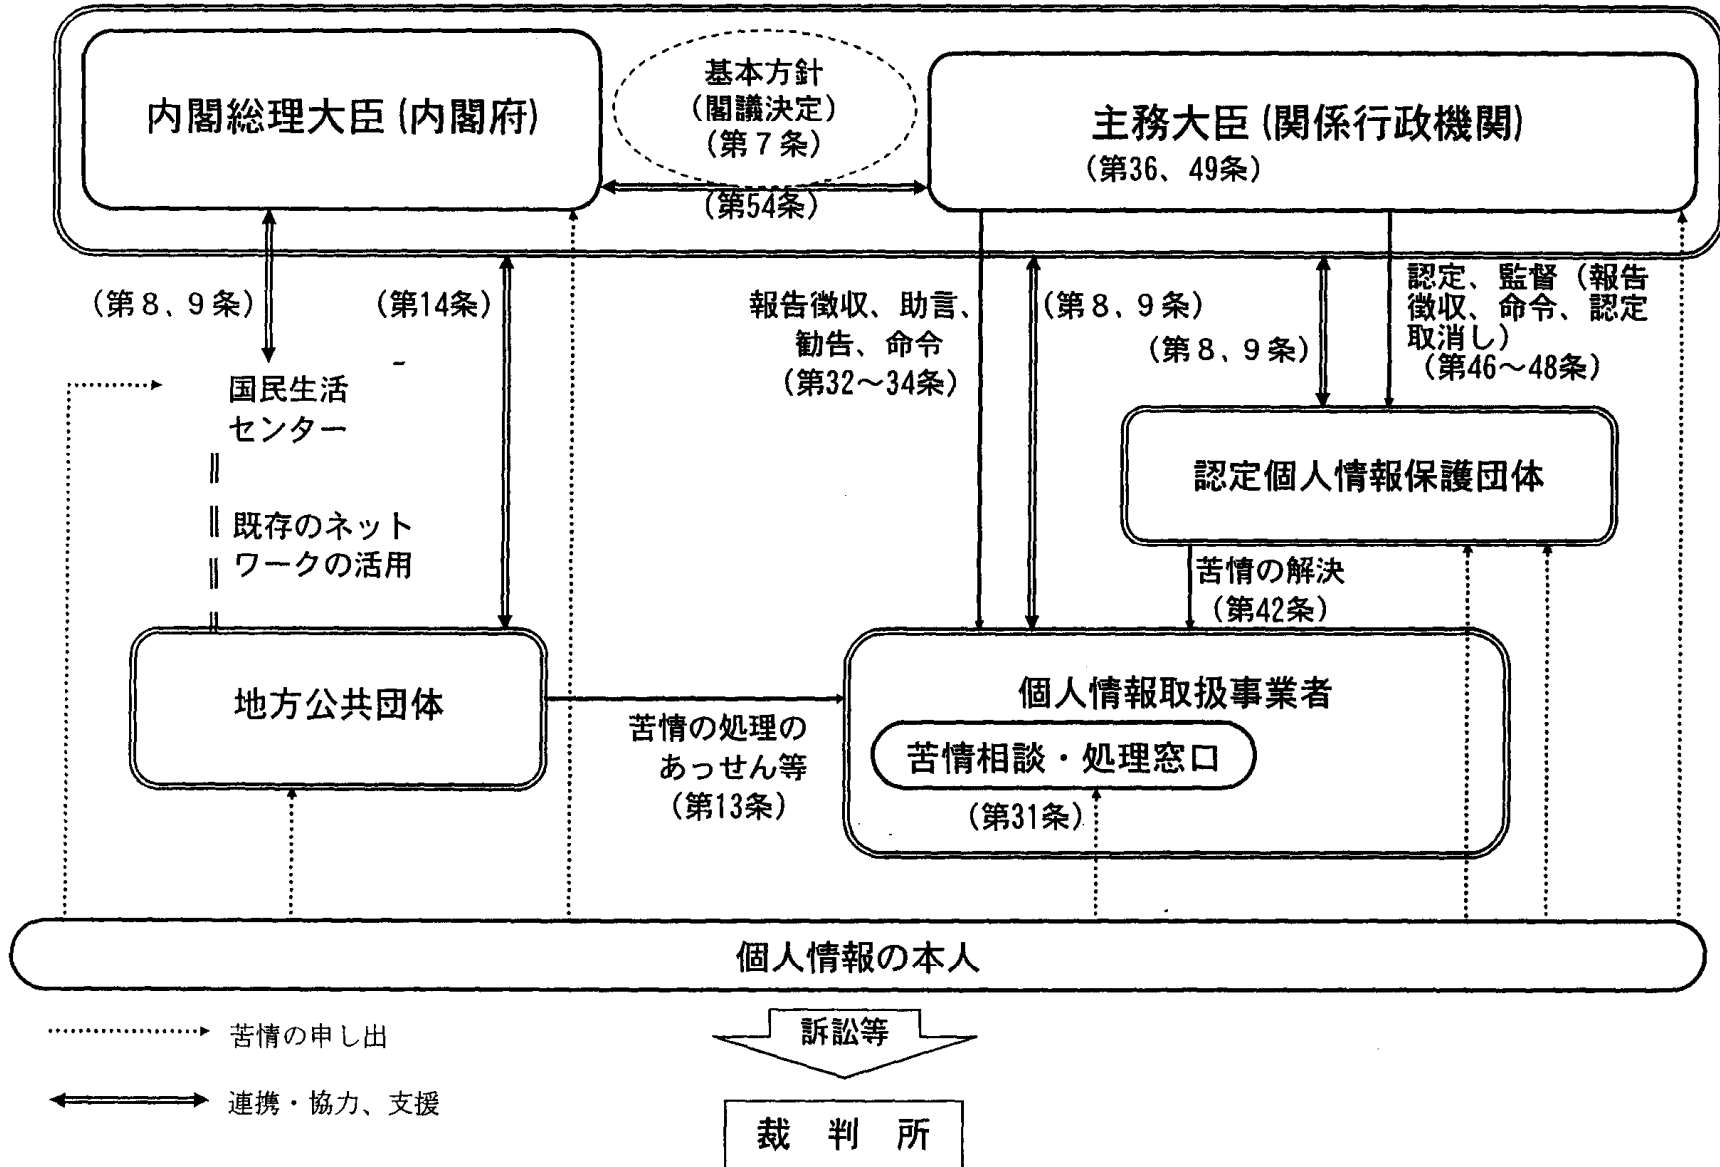 内閣総理大臣(内閣府)
基本方針
(閣議決定)
(第7条)
(第54条)
主務大臣(関係行政機関)
(第36、49条)
(第8、9条)
(第14条)
報告徴収、助言、
勧告、命令
(第32〜34条)
(第8、9条)
(第8、9条)
認定、監督(報告
徴収、命令、認定
取消し)
(第46〜48条)
国民生活
センター
既存のネット
ワークの活用
認定個人情報保護団体
苦情の解決
(第42条)
地方公共団体
苦情の処理の
あっせん等
(第13条)
個人情報取扱事業者
苦情相談・処理窓口
(第31条)
個人情報の本人
苦情の申し出
連携・協力、支援
訴訟等
裁判所